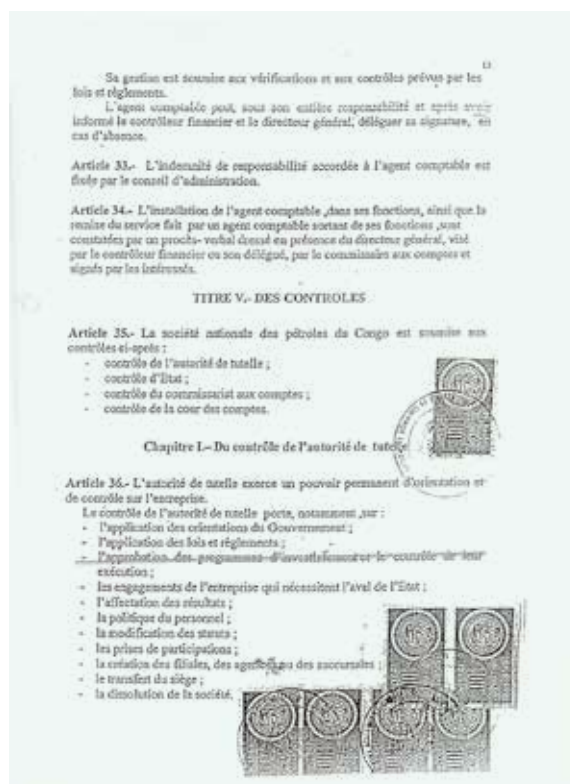 13
Sa gestion est soumise aux vérifications et aux contrôles prévus par les
lois et règlements.
L'agent comptable peut, sous son entière responsabilité et après avoir
informé le contrôleur financier et le directeur général, déléguer sa signature, en
cas d'absence.
Article 33.- L'indemnité de responsabilité accordée à l'agent comptable est
fixée par le conseil d'administration.
Article 34.- L'installation de l'agent comptable ,dans ses fonctions, ainsi que la
remise du service fait par un agent comptable sortant de ses fonctions ,sont
constatées par un procès- verbal dressé en présence du directeur général, visé
par le contrôleur financier ou son délégué, par le commissaire aux comptes et
signés par les intéressés.
TITRE V.- DES CONTROLES
Article 35.- La société nationale des pétroles du Congo est soumise aux
contrôles ci-après :
- contrôle de l'autorité de tutelle ;
- contrôle d'Etat ;
- contrôle du commissariat aux comptes ;
- contrôle de la cour des comptes.
Chapitre I.- Du contrôle de l'autorité de tutelle
Article 36.- L'autorité de tutelle exerce un pouvoir permanent d'orientation et
de contrôle sur l'entreprise.
Le contrôle de l'autorité de tutelle porte, notamment ,sur :
- l'application des orientations du Gouvernement ;
- l'application des lois et règlements ;
- l'approbation des programmes d'investissement et le contrôle de leur
exécution ;
- les engagements de l'entreprise qui nécessitent l'aval de l'Etat ;
- l'affectation des résultats ;
- la politique du personnel ;
- la modification des statuts ;
- les prises de participations ;
- la création des filiales, des agences ou des succursales ;
- le transfert du siège ;
- la dissolution de la société.